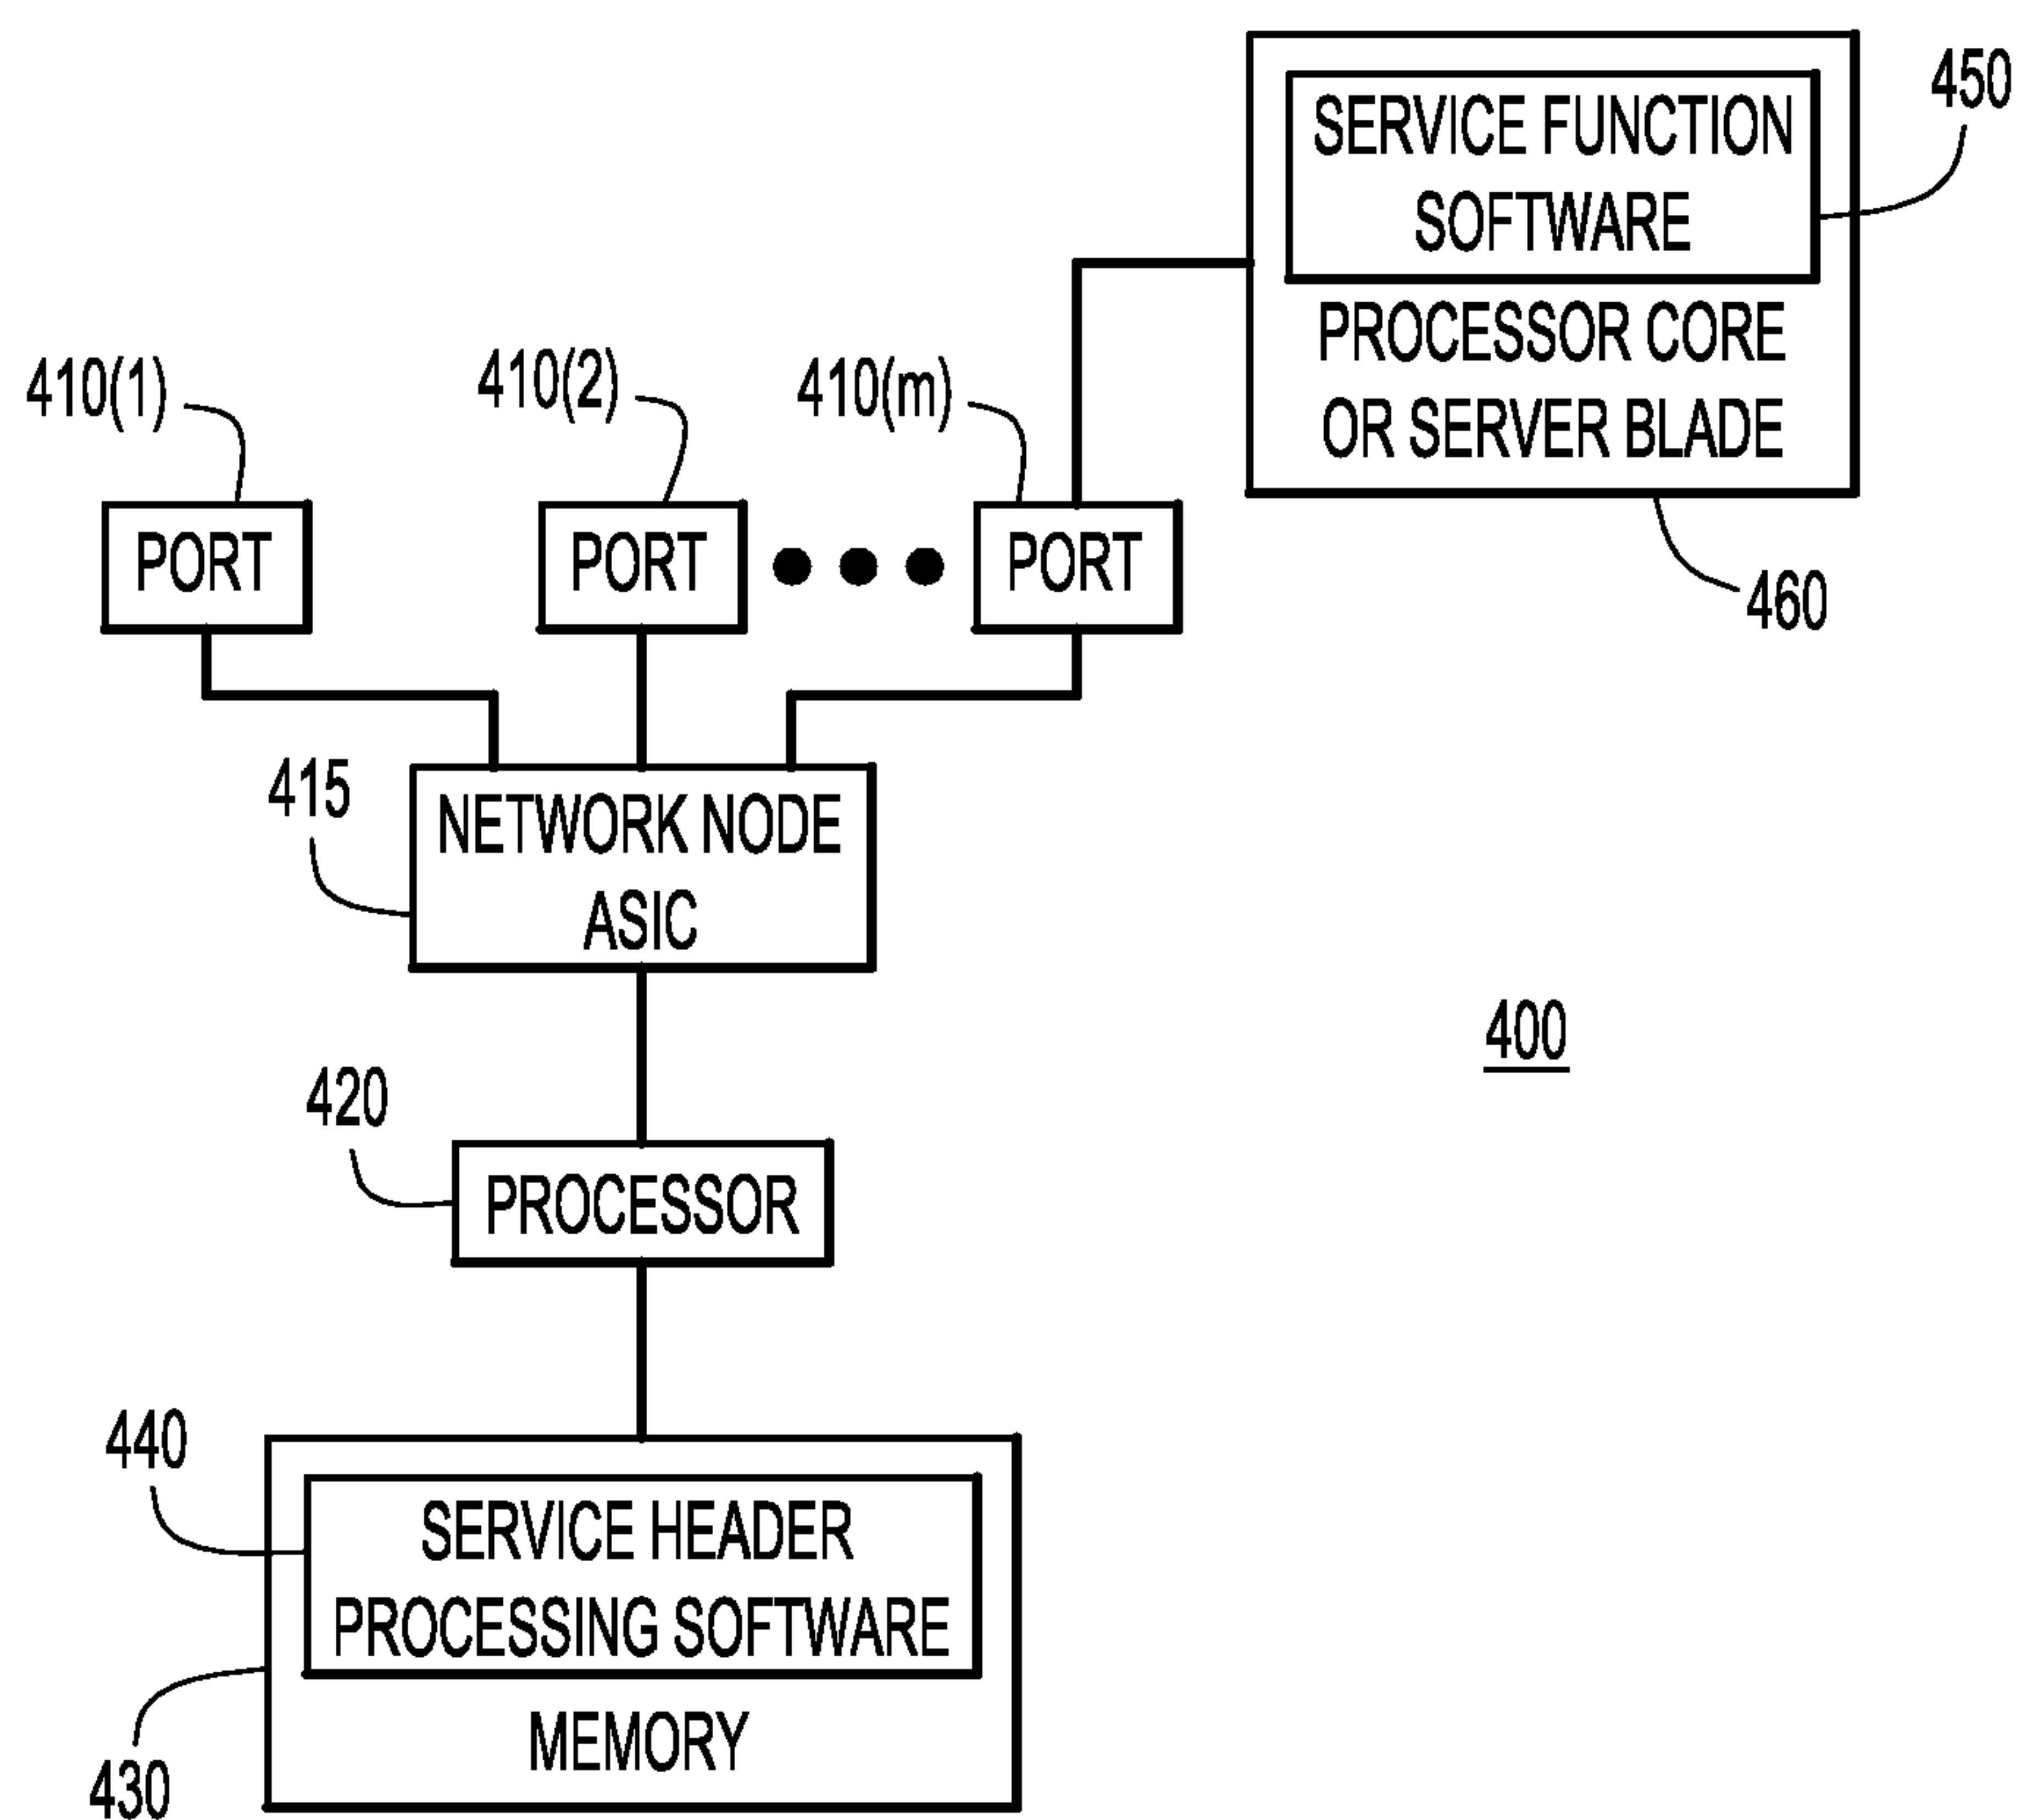 450
SERVICE FUNCTION
SOFTWARE
PROCESSOR CORE
OR SERVER BLADE
460
410(1)
410(2)
410(m)
PORT
PORT
PORT
415
NETWORK NODE
ASIC
400
420
PROCESSOR
440
SERVICE HEADER
PROCESSING SOFTWARE
MEMORY
430